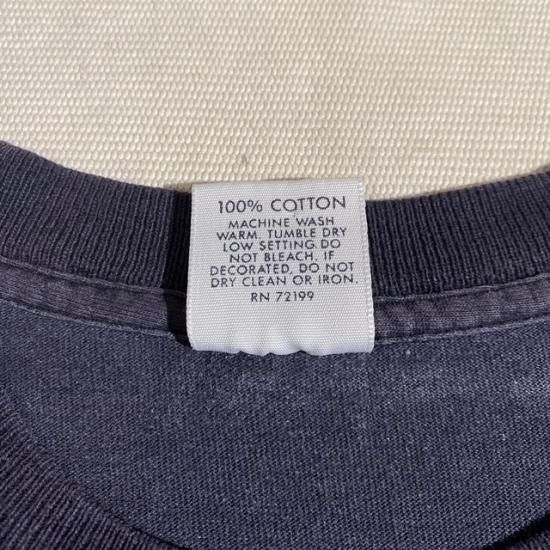 100% COTTON
MACHINE WASH
WARM. TUMBLE DRY
LOW SETTING. DO
NOT BLEACH. IF
DECORATED, DO NOT
DRY CLEAN OR IRON.
RN 72199